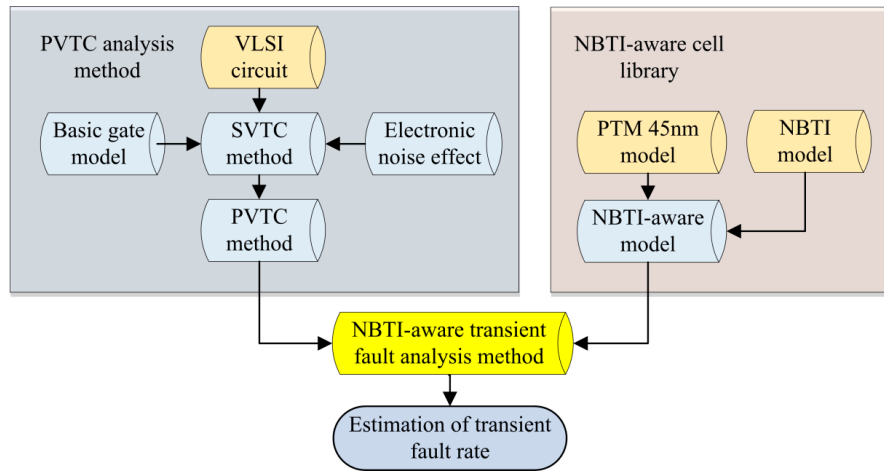 PVTC analysis
method
VLSI
circuit
Basic gate
model
SVTC
method
Electronic
noise effect
PVTC
method
NBTI-aware cell
library
PTM 45nm
model
NBTI
model
NBTI-aware
model
NBTI-aware transient
fault analysis method
Estimation of transient
fault rate